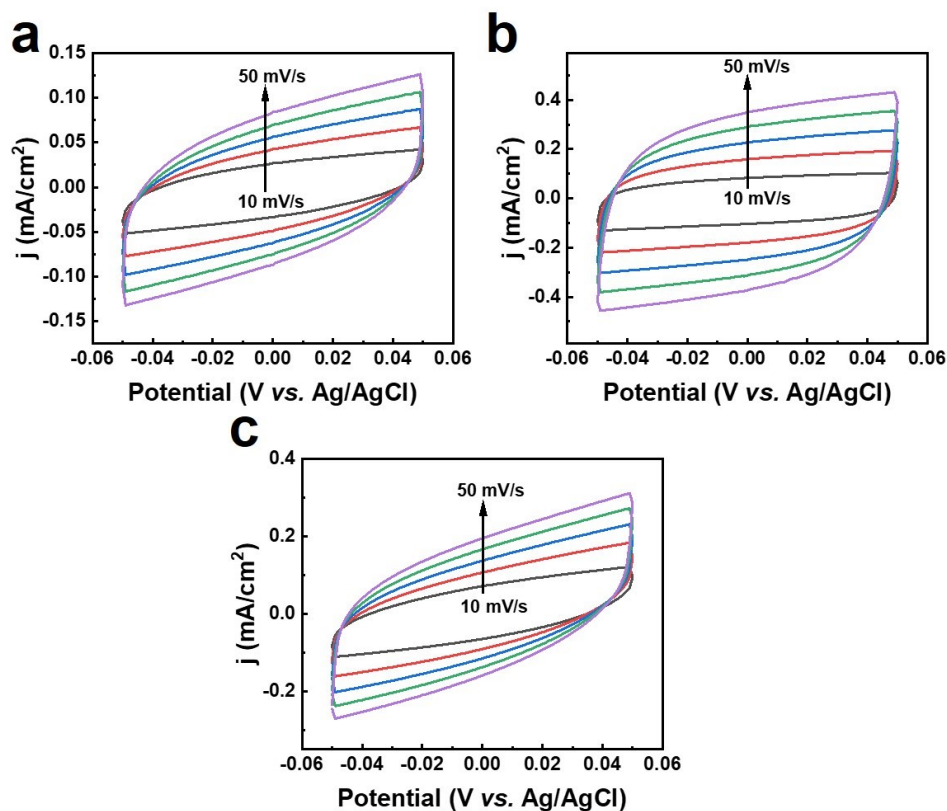 a
0.15
0.10
0.05
0.00
-0.05
-0.10
-0.15
j (mA/cm²)
50 mV/s
10 mV/s
-0.06 -0.04 -0.02 0.00 0.02 0.04 0.06
Potential (V vs. Ag/AgCl)
b
0.4
0.2
0.0
-0.2
-0.4
j (mA/cm²)
50 mV/s
10 mV/s
-0.06 -0.04 -0.02 0.00 0.02 0.04 0.06
Potential (V vs. Ag/AgCl)
c
0.4
0.2
0.0
-0.2
j (mA/cm²)
50 mV/s
10 mV/s
-0.06 -0.04 -0.02 0.00 0.02 0.04 0.06
Potential (V vs. Ag/AgCl)